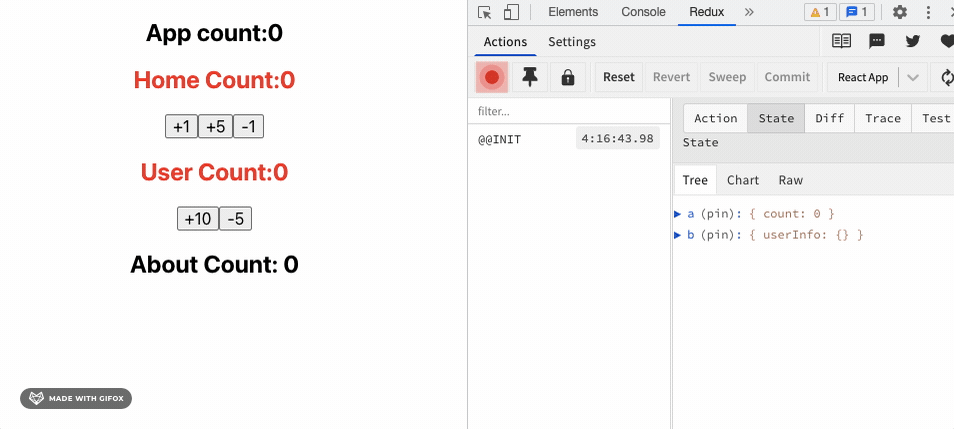 App count:0
Home Count:0
+1 +5 -1
User Count:0
+10 -5
About Count: 0
MADE WITH GIFOX
Elements Console Redux » 1 1
Actions Settings
Reset Revert Sweep Commit React App
filter...
@@INIT 4:16:43.98
Action State Diff Trace Test
State
Tree Chart Raw
a (pin): { count: 0 }
b (pin): { userInfo: {} }